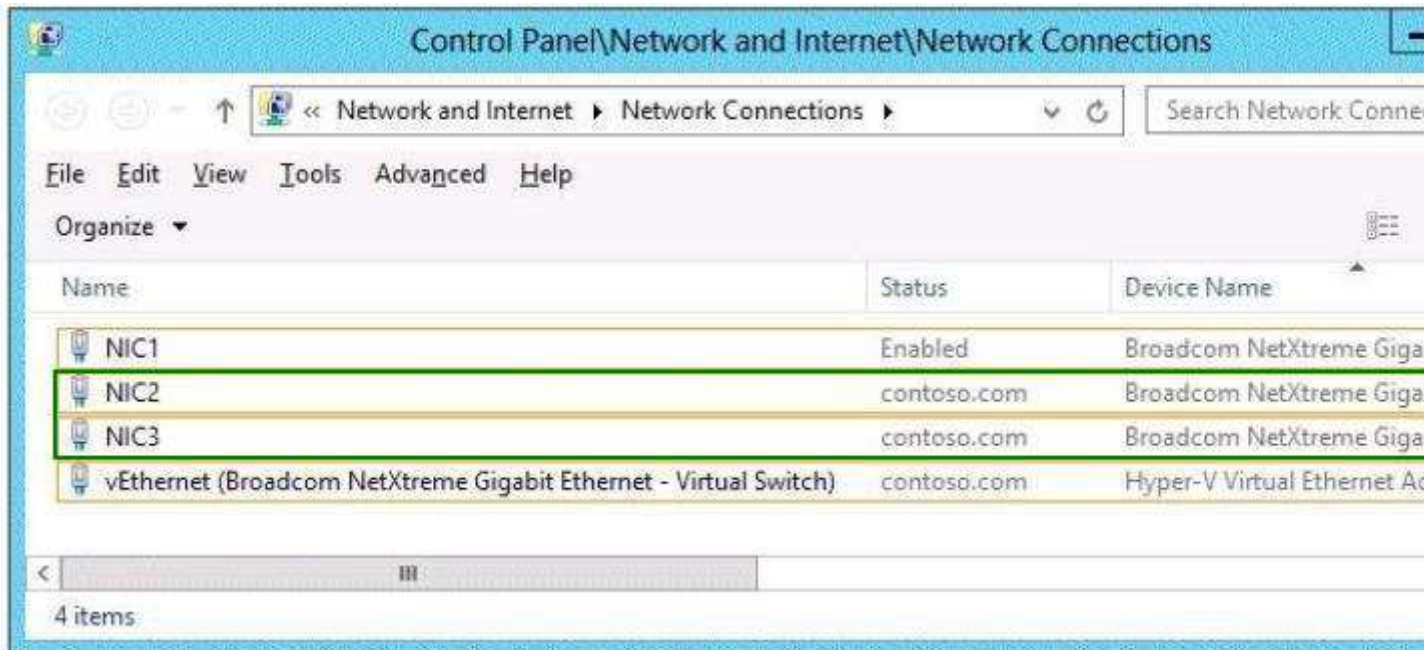 Control Panel\Network and Internet\Network Connections
« Network and Internet ▸ Network Connections ▸ Search Network Conne
File Edit View Tools Advanced Help
Organize
Name Status Device Name
NIC1 Enabled Broadcom NetXtreme Giga
NIC2 contoso.com Broadcom NetXtreme Giga
NIC3 contoso.com Broadcom NetXtreme Giga
vEthernet (Broadcom NetXtreme Gigabit Ethernet - Virtual Switch) contoso.com Hyper-V Virtual Ethernet Ad
4 items